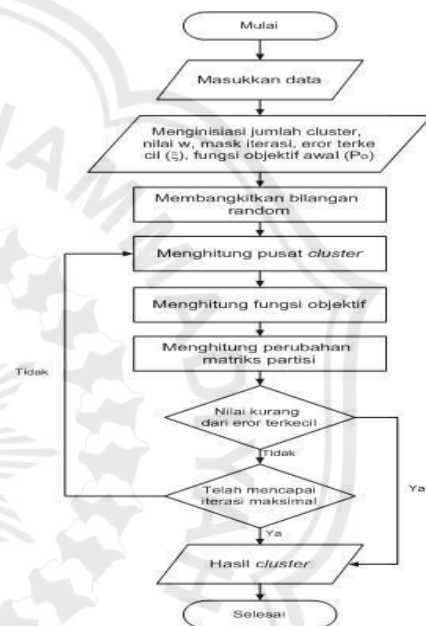 Mulai
Masukkan data
Menginisiasi jumlah cluster,
nilai w, mask iterasi, eror terke
cil (ξ), fungsi objektif awal (Po)
Membangkitkan bilangan
random
Menghitung pusat cluster
Menghitung fungsi objektif
Menghitung perubahan
matriks partisi
Tidak
Nilai kurang
dari eror terkecil
Tidak
Telah mencapai
iterasi maksimal
Ya
Ya
Hasil cluster
Selesai